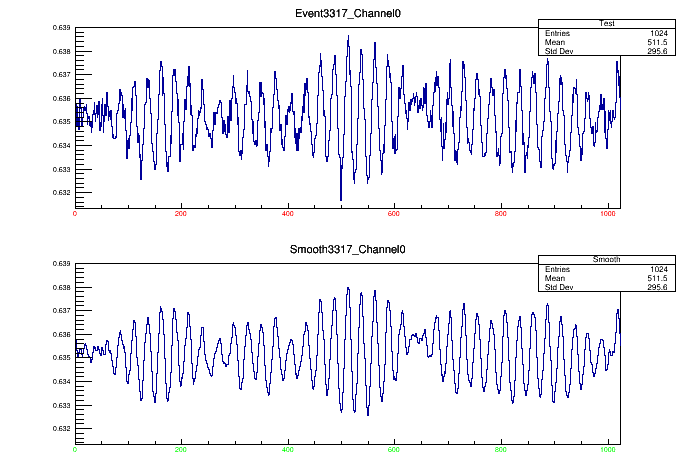 Event3317_Channel0
Test
Entries 1024
Mean 511.5
Std Dev 295.6
0.639
0.638
0.637
0.636
0.635
0.634
0.633
0.632
0 200 400 600 800 1000
Smooth3317_Channel0
Smooth
Entries 1024
Mean 511.5
Std Dev 295.6
0.639
0.638
0.637
0.636
0.635
0.634
0.633
0.632
0 200 400 600 800 1000